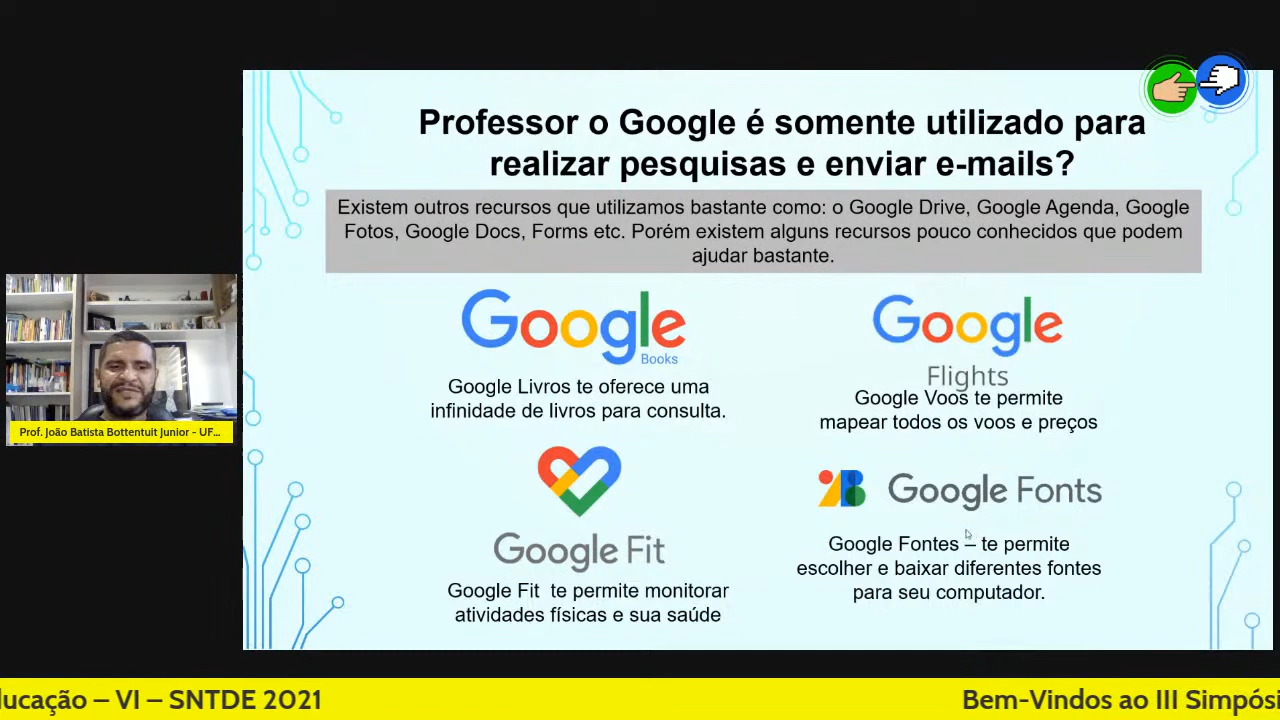 Professor o Google é somente utilizado para
realizar pesquisas e enviar e-mails?
Existem outros recursos que utilizamos bastante como: o Google Drive, Google Agenda, Google
Fotos, Google Docs, Forms etc. Porém existem alguns recursos pouco conhecidos que podem
ajudar bastante.
Google
Books
Google Livros te oferece uma
infinidade de livros para consulta.
Google
Flights
Google Voos te permite
mapear todos os voos e preços
Google Fit
Google Fit te permite monitorar
atividades físicas e sua saúde
Google Fonts
Google Fontes – te permite
escolher e baixar diferentes fontes
para seu computador.
Prof. João Batista Bottentuit Junior - UF...
ducação – VI – SNTDE 2021
Bem-Vindos ao III Simpósi